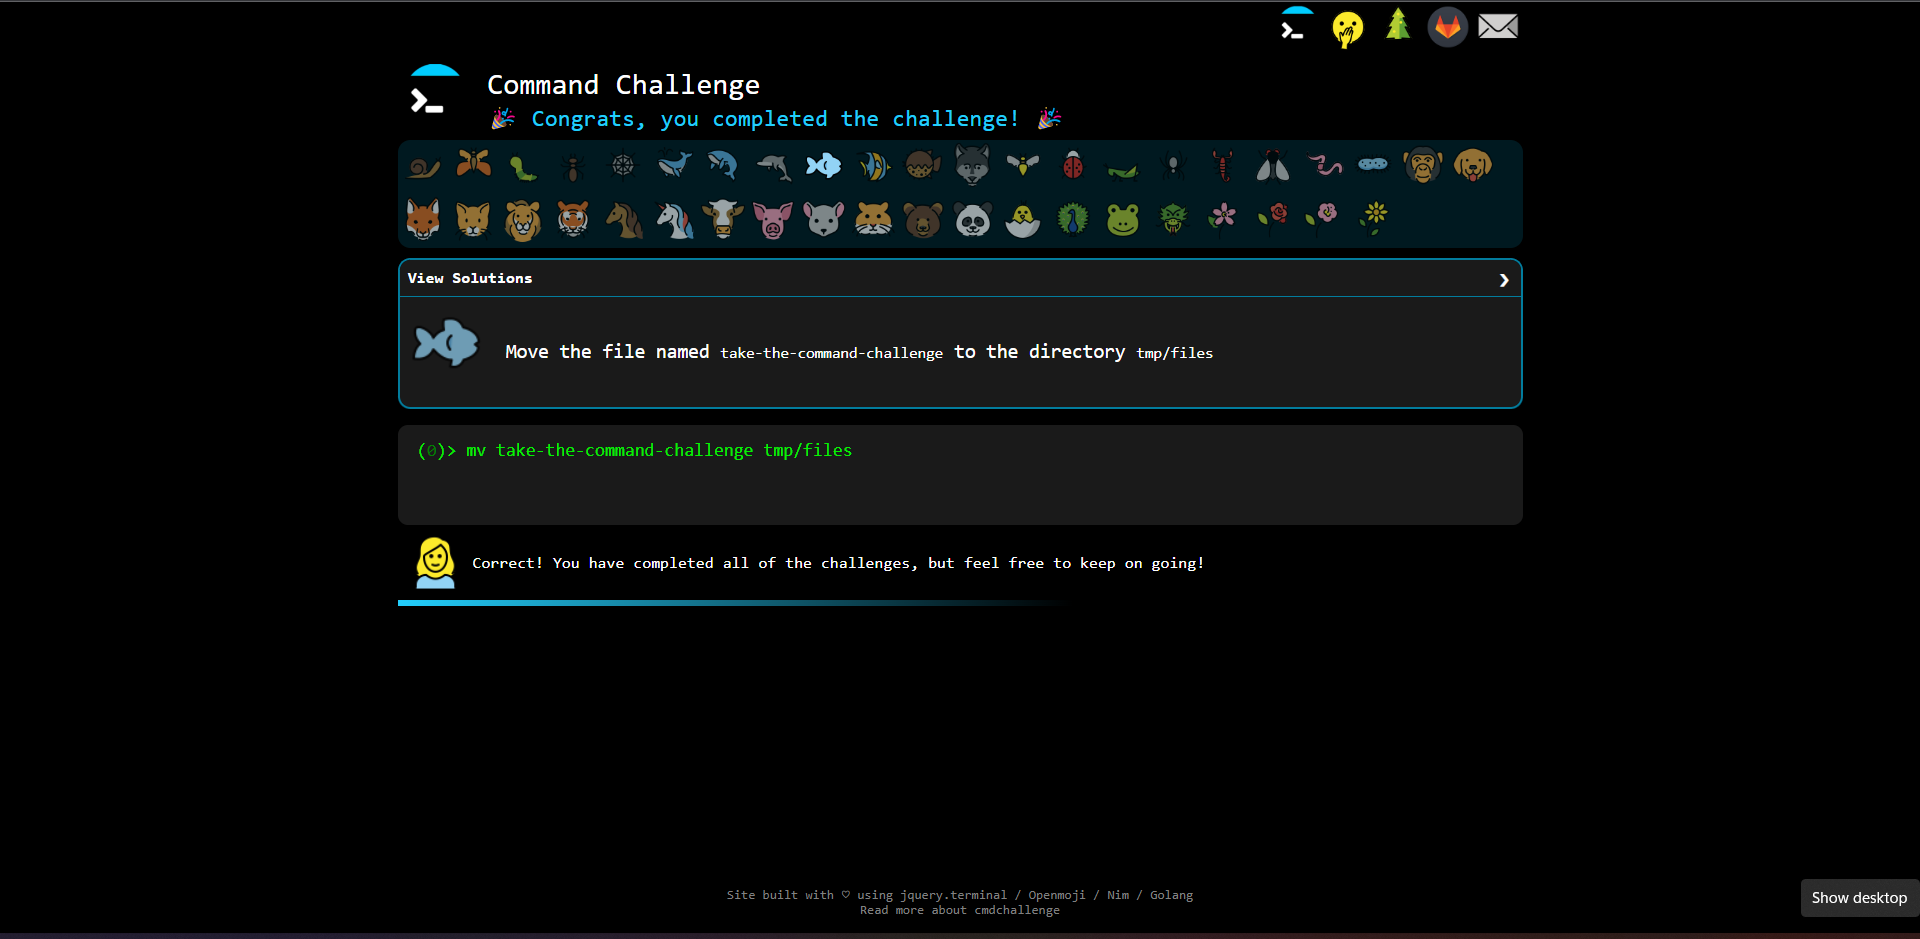 Command Challenge
🎉 Congrats, you completed the challenge! 🎉
View Solutions
Move the file named take-the-command-challenge to the directory tmp/files
(0)> mv take-the-command-challenge tmp/files
Correct! You have completed all of the challenges, but feel free to keep on going!
Site built with ♡ using jquery.terminal / Openmoji / Nim / Golang
Read more about cmdchallenge
Show desktop